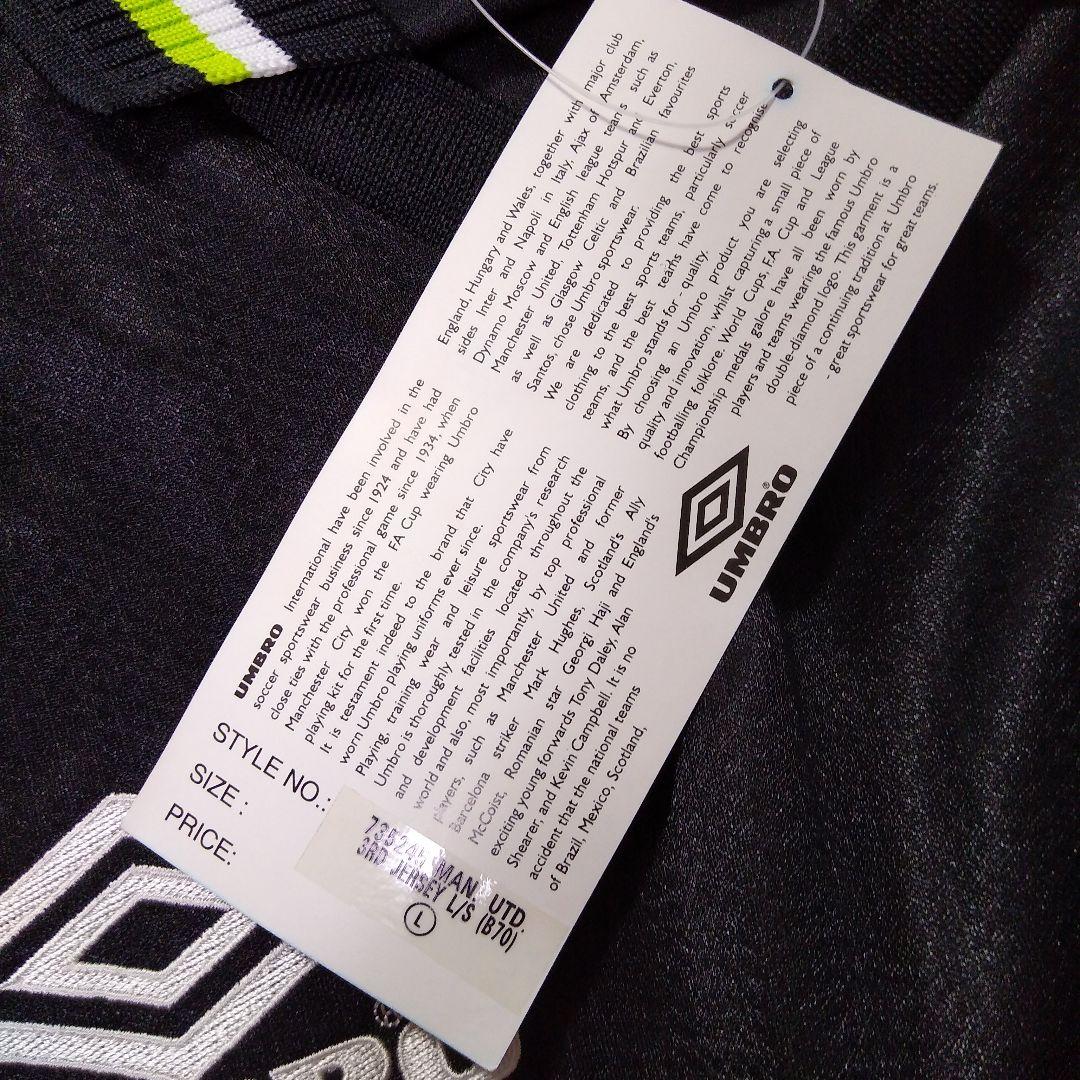 UMBRO International have been involved in the
soccer sportswear business since 1924 and have had
close ties with the professional game since 1934, when
Manchester City won the FA Cup wearing Umbro
playing kit for the first time.
It is testament indeed to the brand that City have
worn Umbro playing uniforms ever since.
Playing, training wear and leisure sportswear from
Umbro is thoroughly tested in the company's research
and development facilities located throughout the
world and also, most importantly, by top professional
players, such as Manchester United and former
Barcelona striker Mark Hughes, Scotland's Ally
McCoist, Romanian star Georgi Haji and England's
exciting young forwards Tony Daley, Alan
Shearer, and Kevin Campbell. It is no
accident that the national teams
of Brazil, Mexico, Scotland,
England, Hungary and Wales, together with major club
sides Inter and Napoli in Italy, Ajax of Amsterdam,
Dynamo Moscow and English league teams such as
Manchester United, Tottenham Hotspur and Everton,
as well as Glasgow Celtic and Brazilian favourites
Santos, chose Umbro sportswear.
We are dedicated to providing the best sports
clothing to the best sports teams, particularly soccer
teams, and the best teams have come to recognise
what Umbro stands for - quality.
By choosing an Umbro product you are selecting
quality and innovation, whilst capturing a small piece of
footballing folklore. World Cups, FA. Cup and League
Championship medals galore have all been worn by
players and teams wearing the famous Umbro
double-diamond logo. This garment is a
piece of a continuing tradition at Umbro
- great sportswear for great teams.
UMBRO®
STYLE NO.:
SIZE :
PRICE:
MAN. UTD.
3RD JERSEY L/S (B70)
L
®